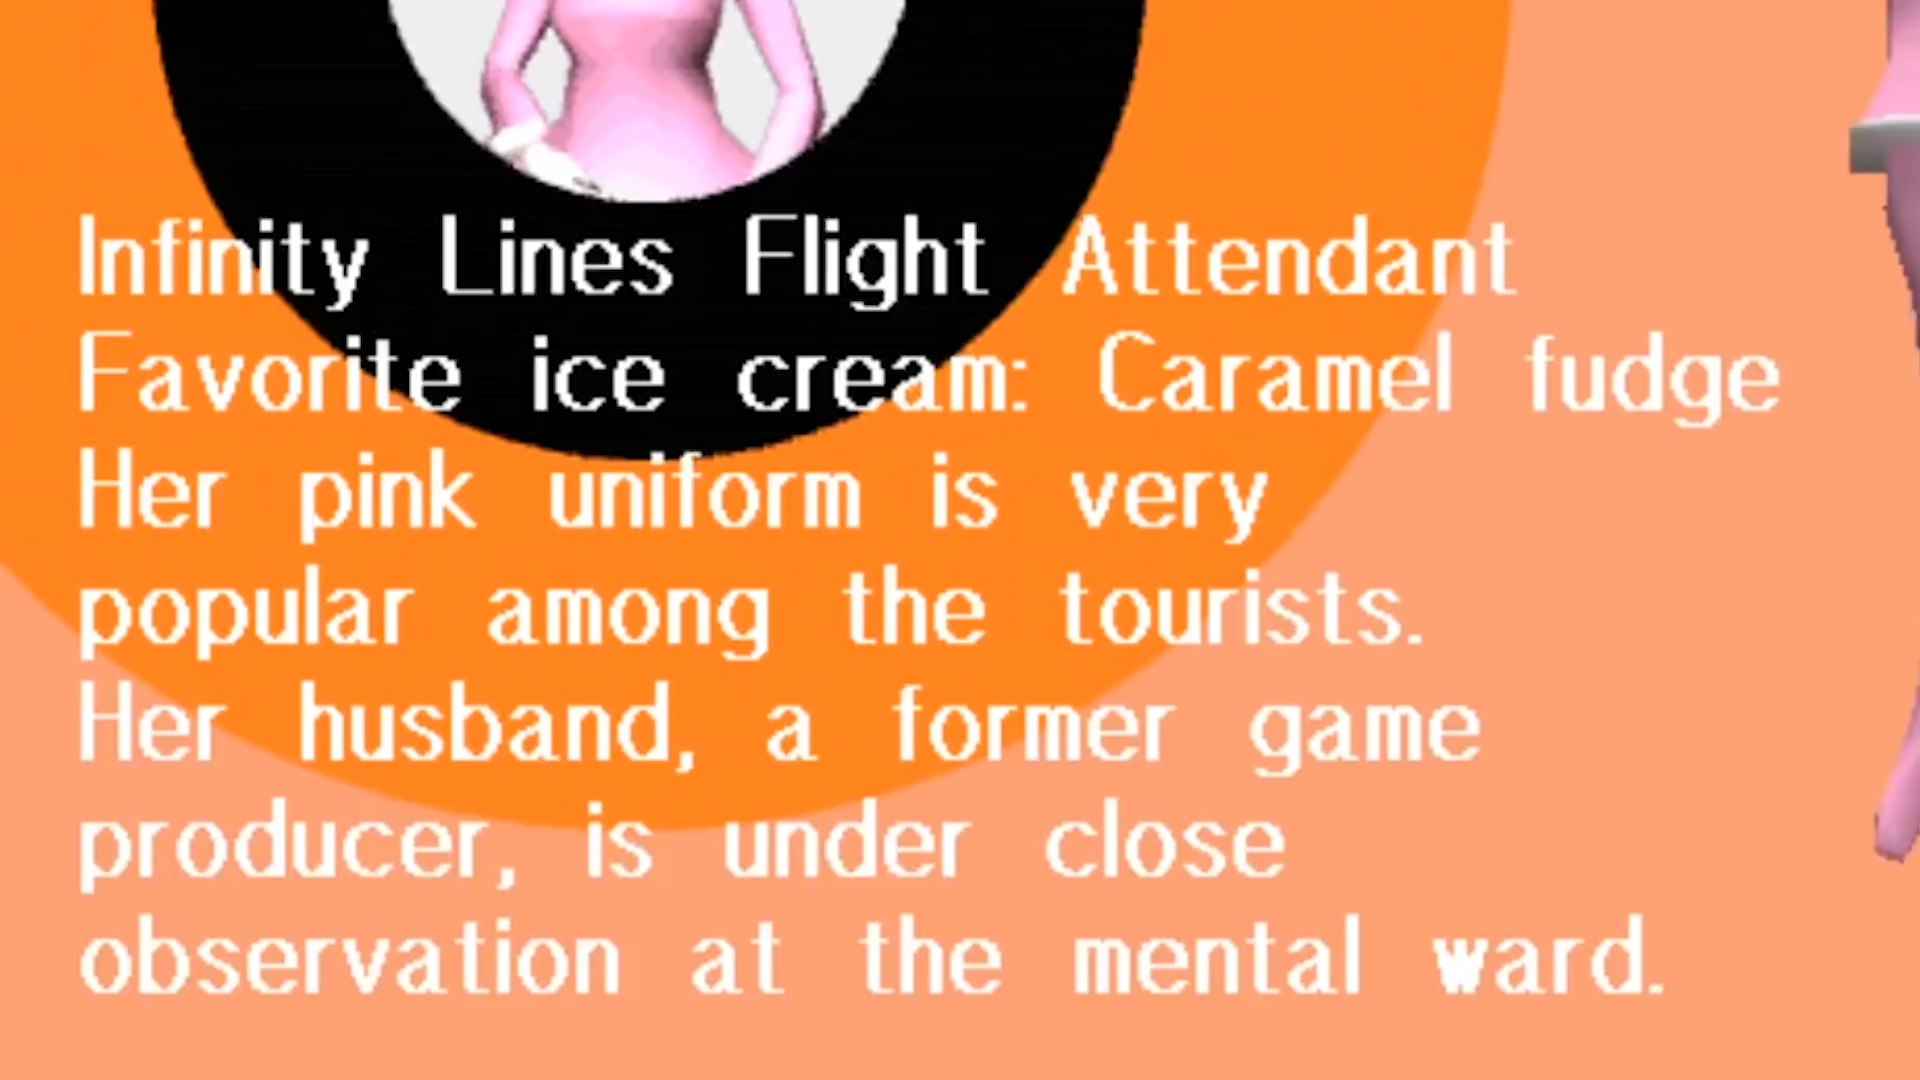 Infinity Lines Flight Attendant
Favorite ice cream: Caramel fudge
Her pink uniform is very
popular among the tourists.
Her husband, a former game
producer, is under close
observation at the mental ward.